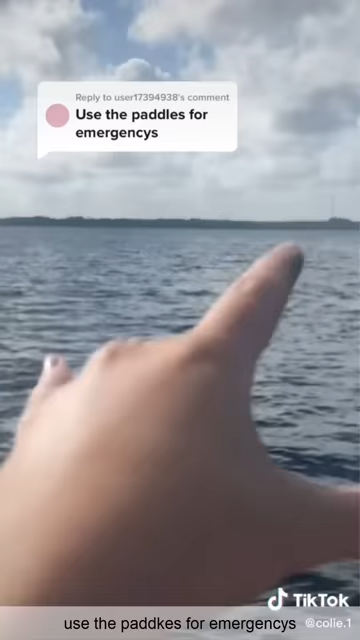 Reply to user17394938's comment
Use the paddles for
emergencys
TikTok
use the paddkes for emergencys
@colie.1